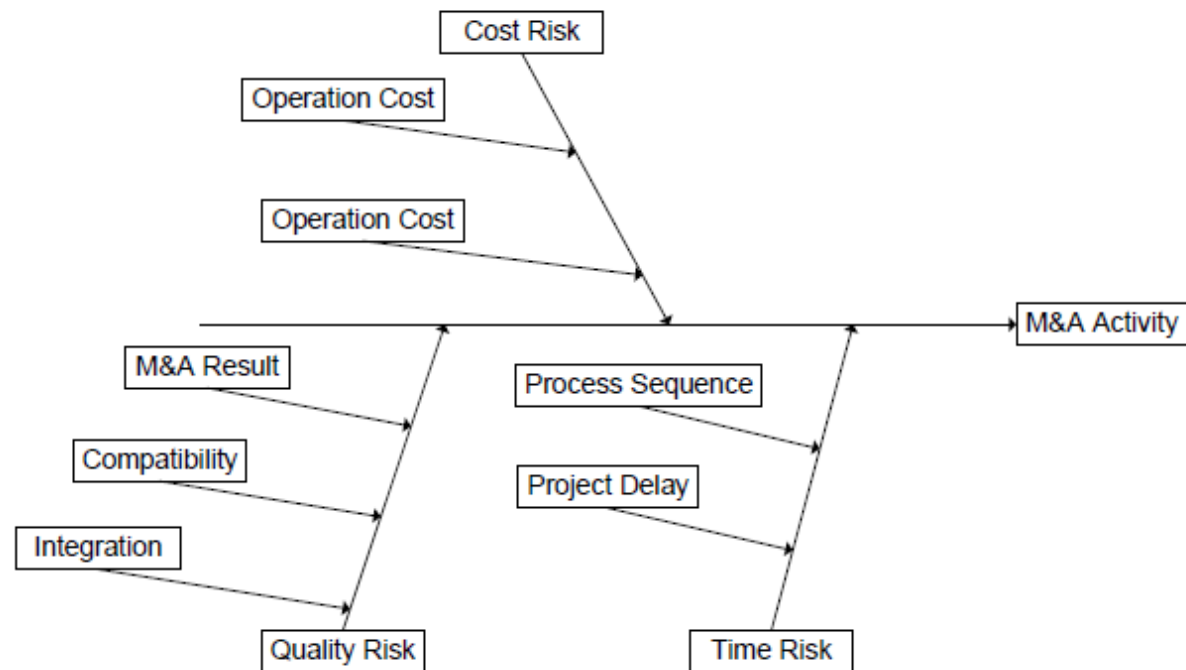 Cost Risk
Operation Cost
Operation Cost
M&A Activity
M&A Result
Process Sequence
Compatibility
Project Delay
Integration
Quality Risk
Time Risk